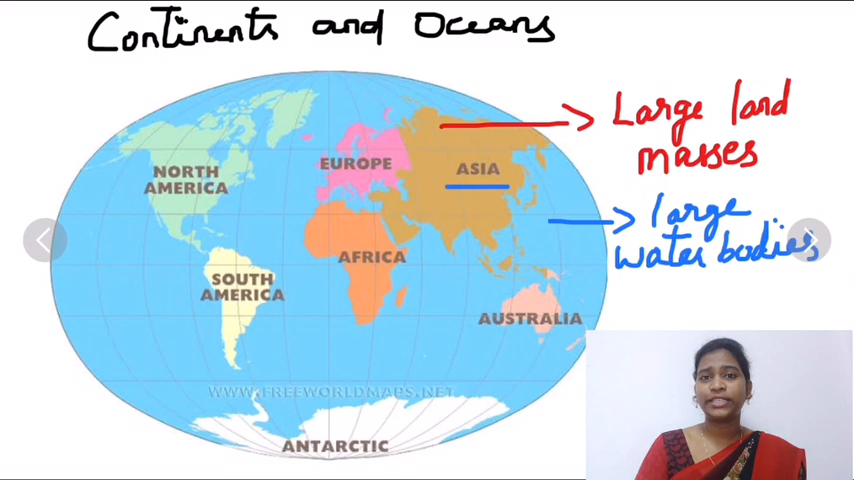 Continents and Oceans
Large land
masses
EUROPE
ASIA
NORTH
AMERICA
large
water bodies
AFRICA
SOUTH
AMERICA
AUSTRALIA
WWW.FREEWORLDMAPS.NET
ANTARCTIC